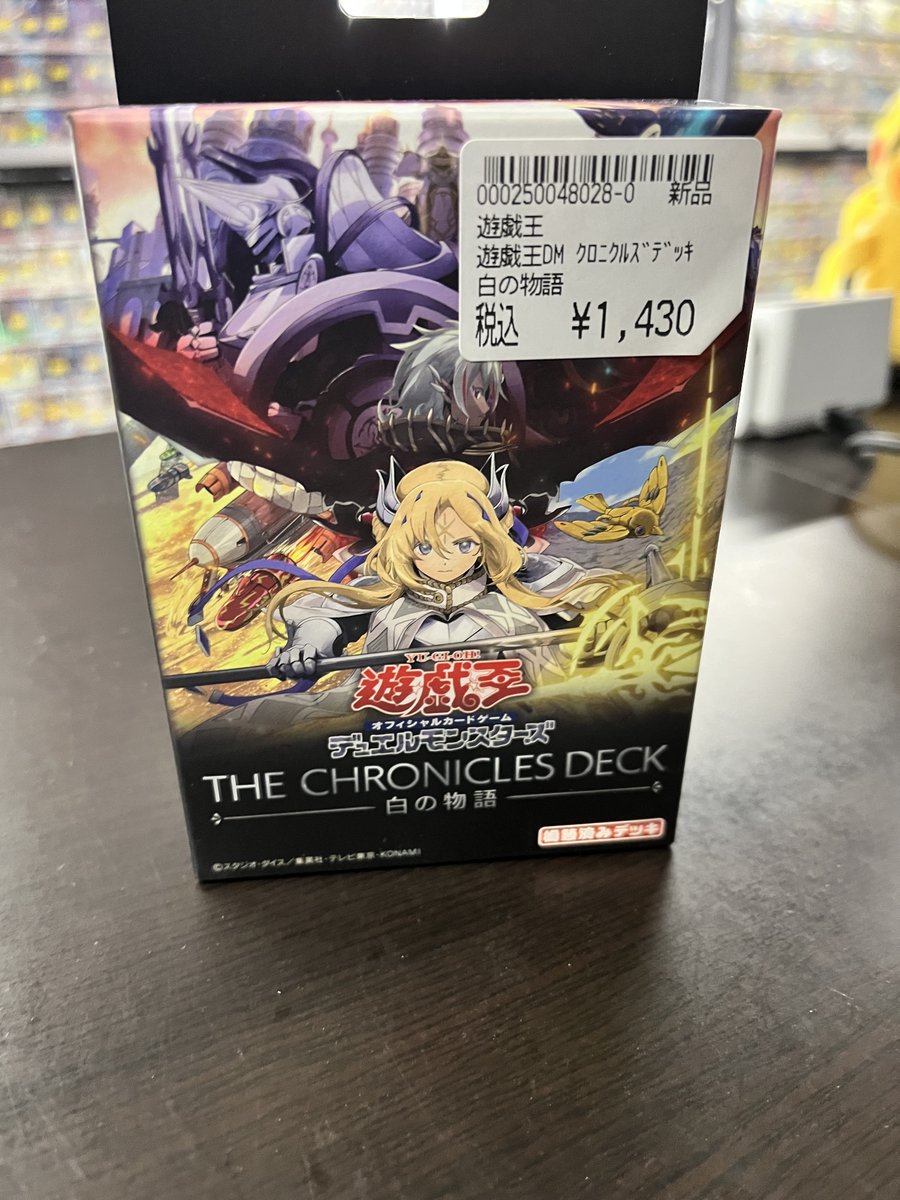 000250048028-0 新品
遊戯王
遊戯王DM クロニクルズデッキ
白の物語
税込 ¥1,430
YU-GI-OH!
遊戯王
オフィシャルカードゲーム
デュエルモンスターズ
THE CHRONICLES DECK
白の物語
構築済みデッキ
©スタジオ・ダイス/集英社・テレビ東京・KONAMI